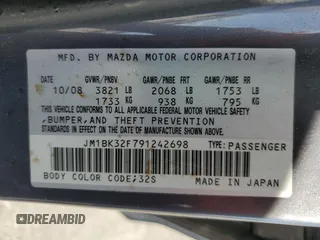 MFD. BY MAZDA MOTOR CORPORATION
GVWR/PNBV GAWR/PNBE FR GAWR/PNBE RR
10/08 3821 LB 2068 LB 1753 LB
1733 KG 938 KG 795 KG
THIS VEHICLE CONFORMS TO ALL APPLICABLE FEDERAL MOTOR VEHICLE SAFETY,
BUMPER, AND THEFT PREVENTION
STANDARDS IN EFFECT ON THE DATE OF MANUFACTURE SHOWN ABOVE.
JM1BK32F791242698 TYPE:PASSENGER
BODY COLOR CODE:32S MADE IN JAPAN
DREAMBID